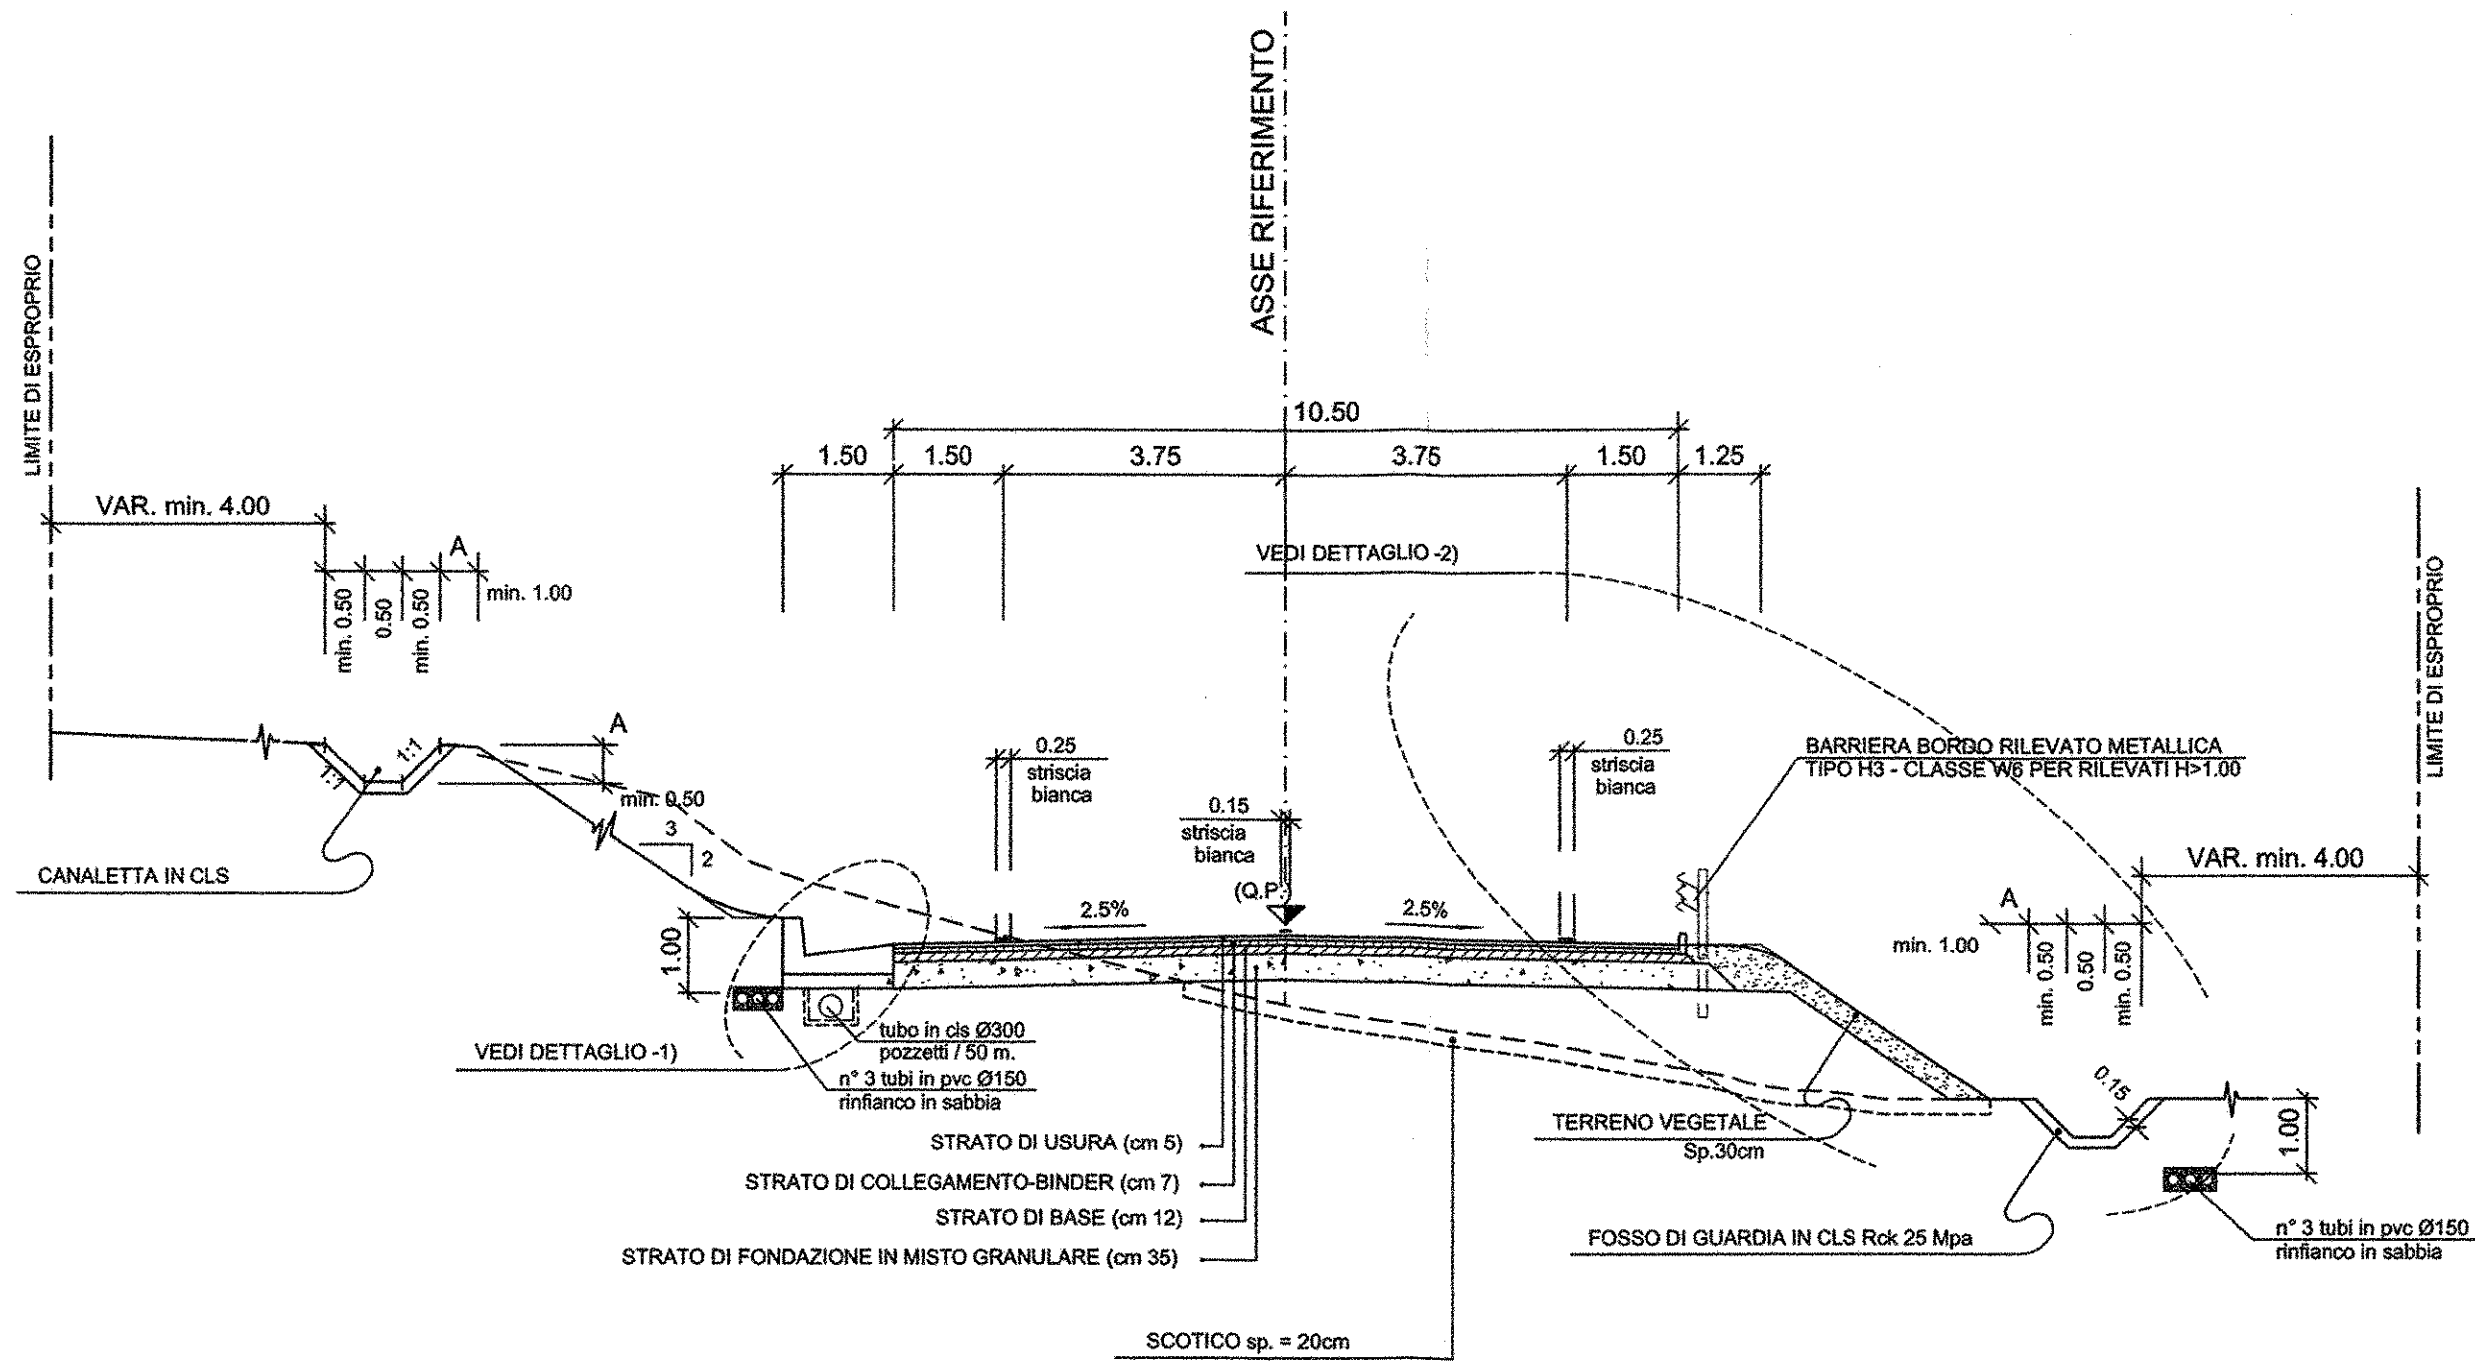 ASSE RIFERIMENTO
LIMITE DI ESPROPRIO
10.50
1.50
1.50
3.75
3.75
1.50
1.25
VAR. min. 4.00
A
min. 0.50
0.50
min. 0.50
min. 1.00
VEDI DETTAGLIO -2)
LIMITE DI ESPROPRIO
A
1:1
1:1
min. 0.50
3
2
0.25
striscia
bianca
0.15
striscia
bianca
(Q.P.
0.25
striscia
bianca
BARRIERA BORDO RILEVATO METALLICA
TIPO H3 - CLASSE W6 PER RILEVATI H>1.00
CANALETTA IN CLS
VAR. min. 4.00
A
min. 1.00
min. 0.50
0.50
min. 0.50
2.5%
2.5%
1.00
tubo in cls Ø300
pozzetti / 50 m.
VEDI DETTAGLIO -1)
n° 3 tubi in pvc Ø150
rinfianco in sabbia
0.15
1.00
TERRENO VEGETALE
Sp.30cm
STRATO DI USURA (cm 5)
STRATO DI COLLEGAMENTO-BINDER (cm 7)
STRATO DI BASE (cm 12)
STRATO DI FONDAZIONE IN MISTO GRANULARE (cm 35)
FOSSO DI GUARDIA IN CLS Rck 25 Mpa
n° 3 tubi in pvc Ø150
rinfianco in sabbia
SCOTICO sp. = 20cm